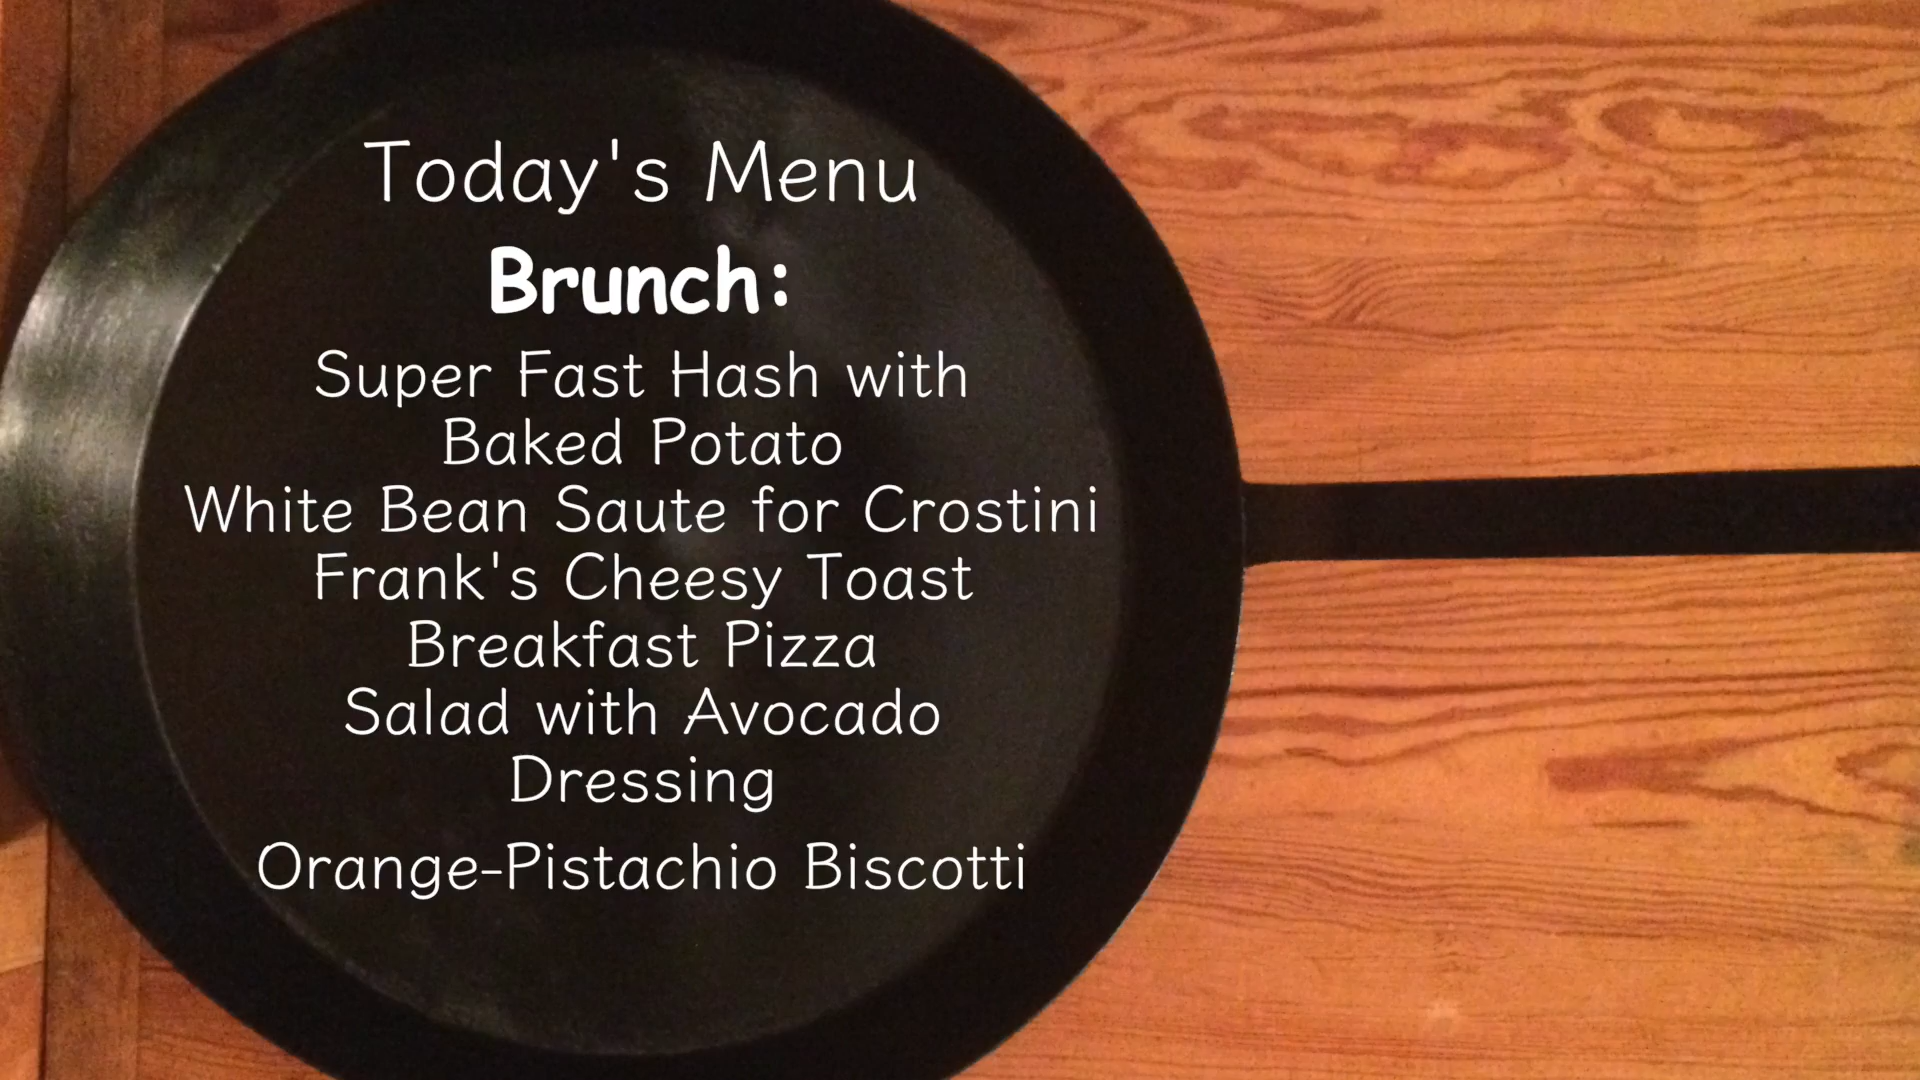 Today's Menu
Brunch:
Super Fast Hash with
Baked Potato
White Bean Saute for Crostini
Frank's Cheesy Toast
Breakfast Pizza
Salad with Avocado
Dressing
Orange-Pistachio Biscotti